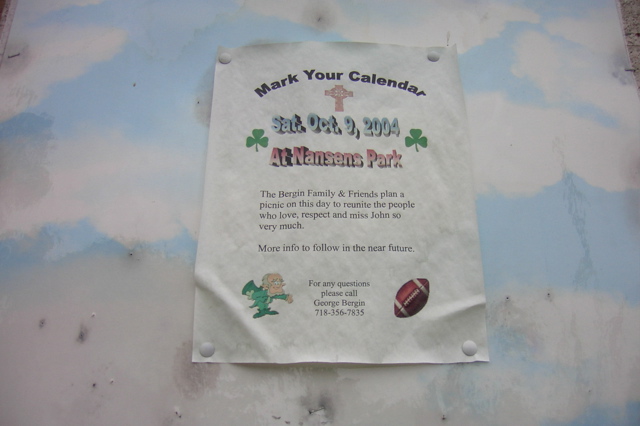 Mark Your Calendar
Sat. Oct. 9, 2004
At Nansens Park
The Bergin Family & Friends plan a
picnic on this day to reunite the people
who love, respect and miss John so
very much.
More info to follow in the near future.
For any questions
please call
George Bergin
718-356-7835